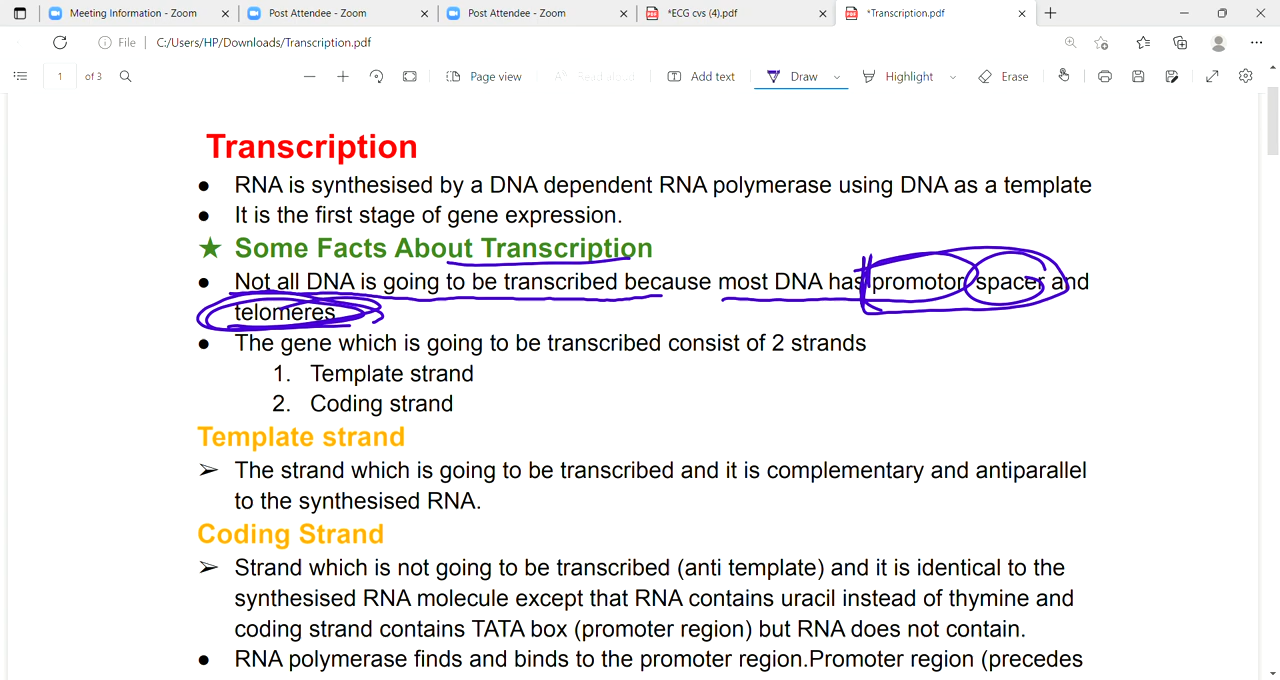 Meeting Information - Zoom
Post Attendee - Zoom
Post Attendee - Zoom
*ECG cvs (4).pdf
*Transcription.pdf
File
C:/Users/HP/Downloads/Transcription.pdf
1 of 3
Page view
Read aloud
Add text
Draw
Highlight
Erase
Transcription
● RNA is synthesised by a DNA dependent RNA polymerase using DNA as a template
● It is the first stage of gene expression.
★ Some Facts About Transcription
● Not all DNA is going to be transcribed because most DNA has promotor spacer and
telomeres
● The gene which is going to be transcribed consist of 2 strands
1. Template strand
2. Coding strand
Template strand
➢ The strand which is going to be transcribed and it is complementary and antiparallel
to the synthesised RNA.
Coding Strand
➢ Strand which is not going to be transcribed (anti template) and it is identical to the
synthesised RNA molecule except that RNA contains uracil instead of thymine and
coding strand contains TATA box (promoter region) but RNA does not contain.
● RNA polymerase finds and binds to the promoter region.Promoter region (precedes